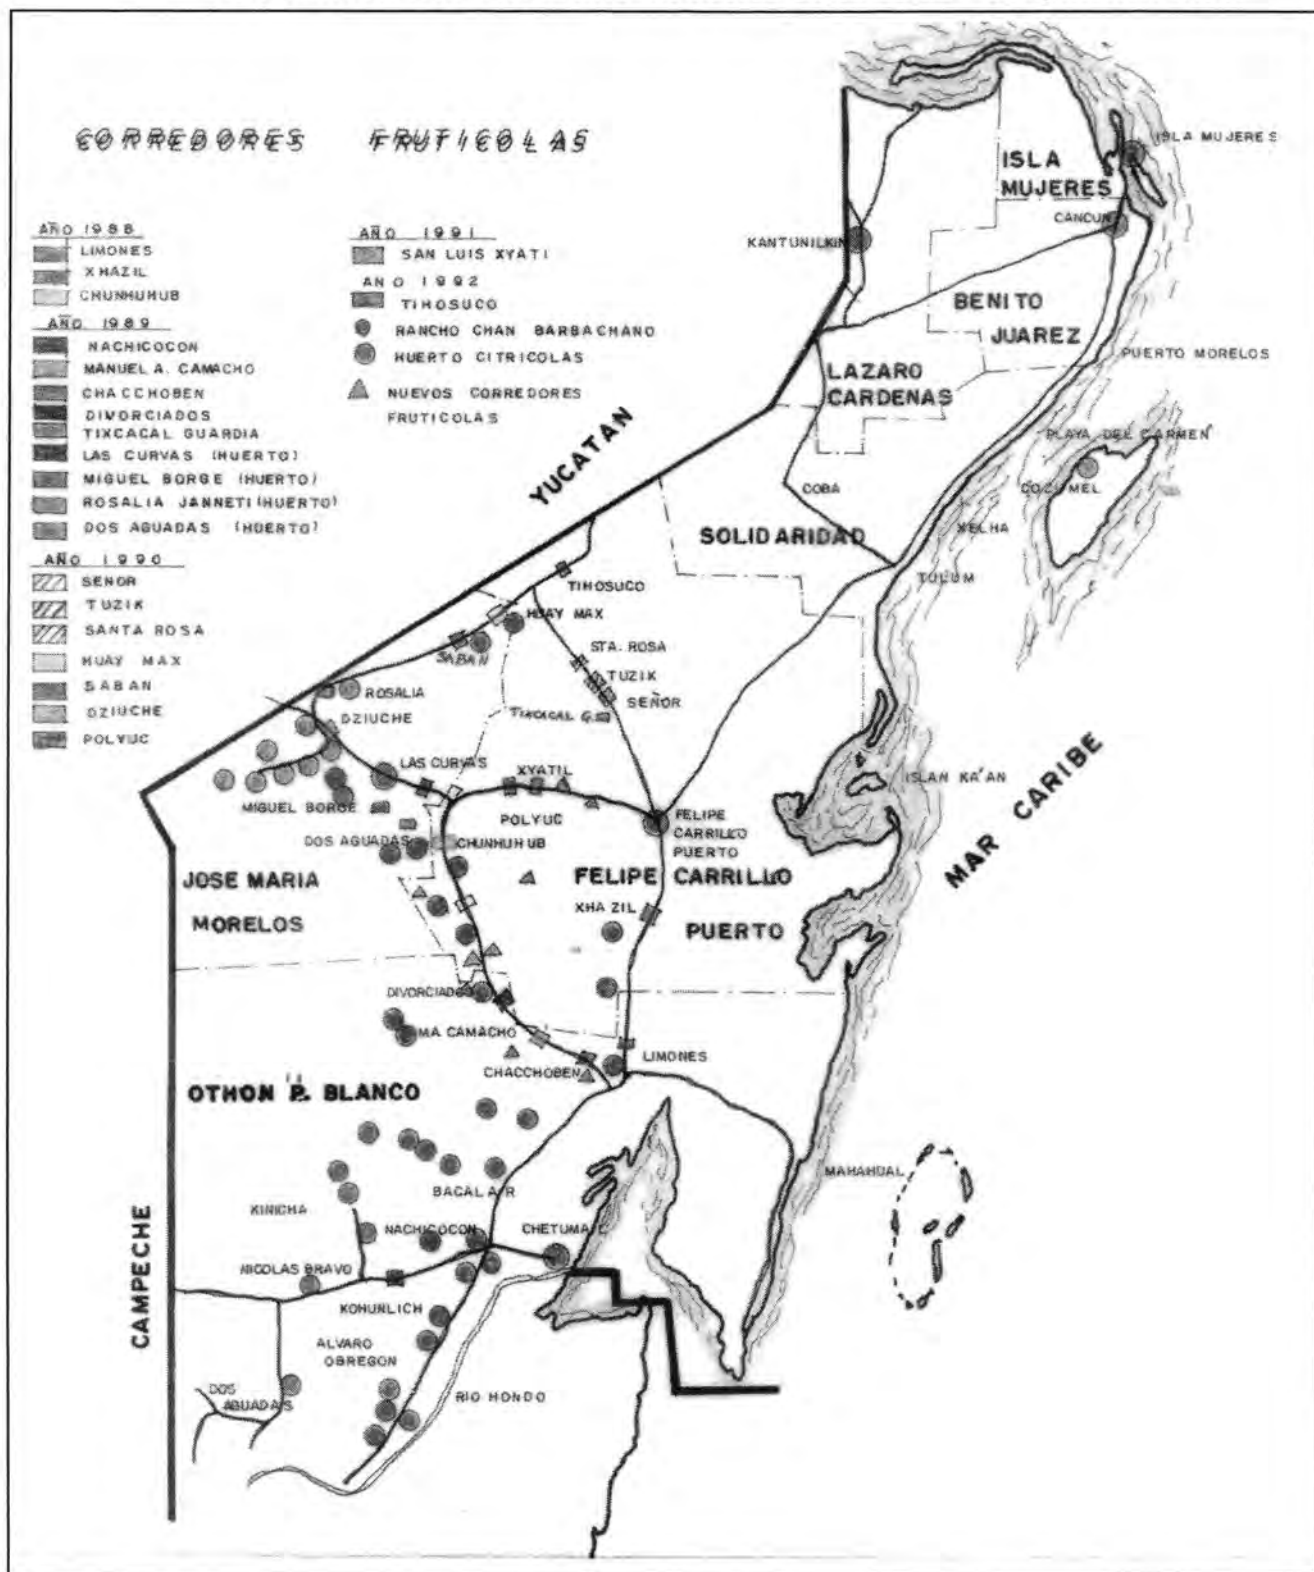 CORREDORES FRUTICOLAS
AÑO 1988
LIMONES
XHAZIL
CHUNHUHUB
AÑO 1989
NACHICOCON
MANUEL A. CAMACHO
CHACCHOBEN
DIVORCIADOS
TIXCACAL GUARDIA
LAS CURVAS (HUERTO)
MIGUEL BORGE (HUERTO)
ROSALIA JANNETI (HUERTO)
DOS AGUADAS (HUERTO)
AÑO 1990
SEÑOR
TUZIK
SANTA ROSA
HUAY MAX
SABAN
DZIUCHE
POLYUC
AÑO 1991
SAN LUIS XYATI
AÑO 1992
TIHOSUCO
RANCHO CHAN BARBACHANO
HUERTO CITRICOLAS
NUEVOS CORREDORES
FRUTICOLAS
ISLA MUJERES
ISLA
MUJERES
CANCUN
KANTUNILKIN
BENITO
JUAREZ
PUERTO MORELOS
LAZARO
CARDENAS
YUCATAN
PLAYA DEL CARMEN
COZUMEL
COBA
XELHA
SOLIDARIDAD
TULUM
TIHOSUCO
HUAY MAX
STA. ROSA
SABAN
TUZIK
SEÑOR
ROSALIA
TIXCACAL G.
DZIUCHE
LAS CURVAS
XYATIL
ISLAN KA'AN
MAR CARIBE
MIGUEL BORGE
POLYUC
FELIPE
CARRILLO
PUERTO
DOS AGUADAS
CHUNHUHUB
JOSE MARIA
MORELOS
FELIPE CARRILLO
PUERTO
XHAZIL
DIVORCIADOS
MA. CAMACHO
CHACCHOBEN
LIMONES
OTHON P. BLANCO
MAHAHUAL
BACALAR
KINICHA
NACHICOCON
CHETUMAL
CAMPECHE
NICOLAS BRAVO
KOHUNLICH
ALVARO
OBREGON
DOS
AGUADAS
RIO HONDO